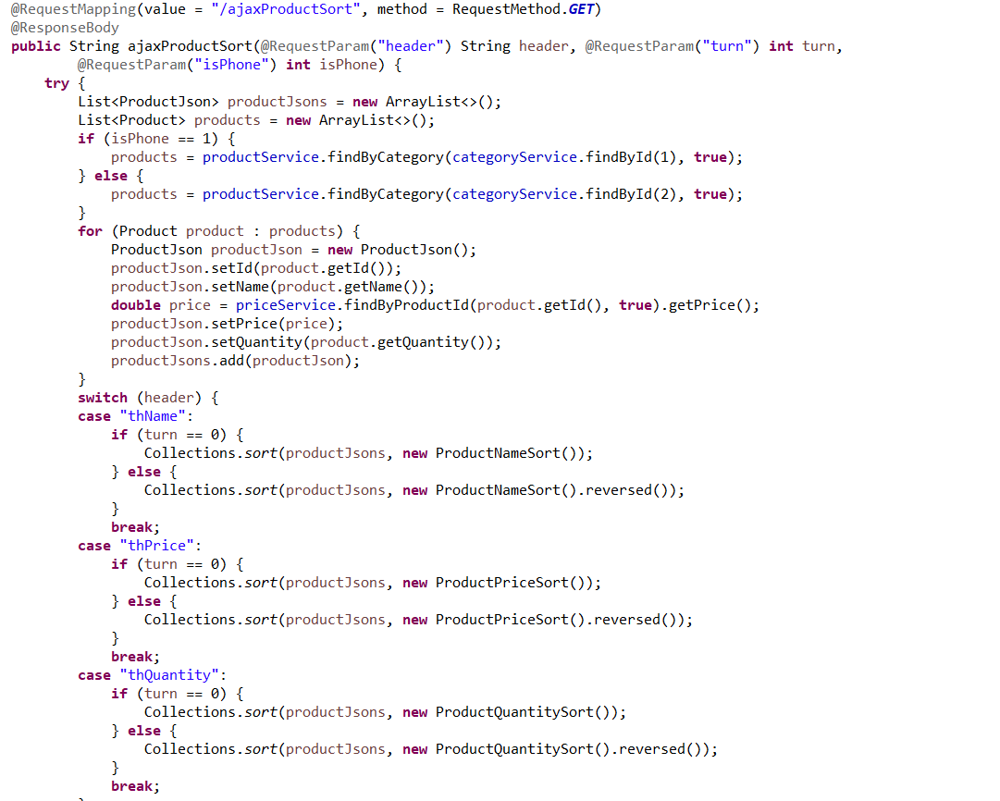 @RequestMapping(value = "/ajaxProductSort", method = RequestMethod.GET)
@ResponseBody
public String ajaxProductSort(@RequestParam("header") String header, @RequestParam("turn") int turn,
        @RequestParam("isPhone") int isPhone) {
    try {
        List<ProductJson> productJsons = new ArrayList<>();
        List<Product> products = new ArrayList<>();
        if (isPhone == 1) {
            products = productService.findByCategory(categoryService.findById(1), true);
        } else {
            products = productService.findByCategory(categoryService.findById(2), true);
        }
        for (Product product : products) {
            ProductJson productJson = new ProductJson();
            productJson.setId(product.getId());
            productJson.setName(product.getName());
            double price = priceService.findByProductId(product.getId(), true).getPrice();
            productJson.setPrice(price);
            productJson.setQuantity(product.getQuantity());
            productJsons.add(productJson);
        }
        switch (header) {
        case "thName":
            if (turn == 0) {
                Collections.sort(productJsons, new ProductNameSort());
            } else {
                Collections.sort(productJsons, new ProductNameSort().reversed());
            }
            break;
        case "thPrice":
            if (turn == 0) {
                Collections.sort(productJsons, new ProductPriceSort());
            } else {
                Collections.sort(productJsons, new ProductPriceSort().reversed());
            }
            break;
        case "thQuantity":
            if (turn == 0) {
                Collections.sort(productJsons, new ProductQuantitySort());
            } else {
                Collections.sort(productJsons, new ProductQuantitySort().reversed());
            }
            break;